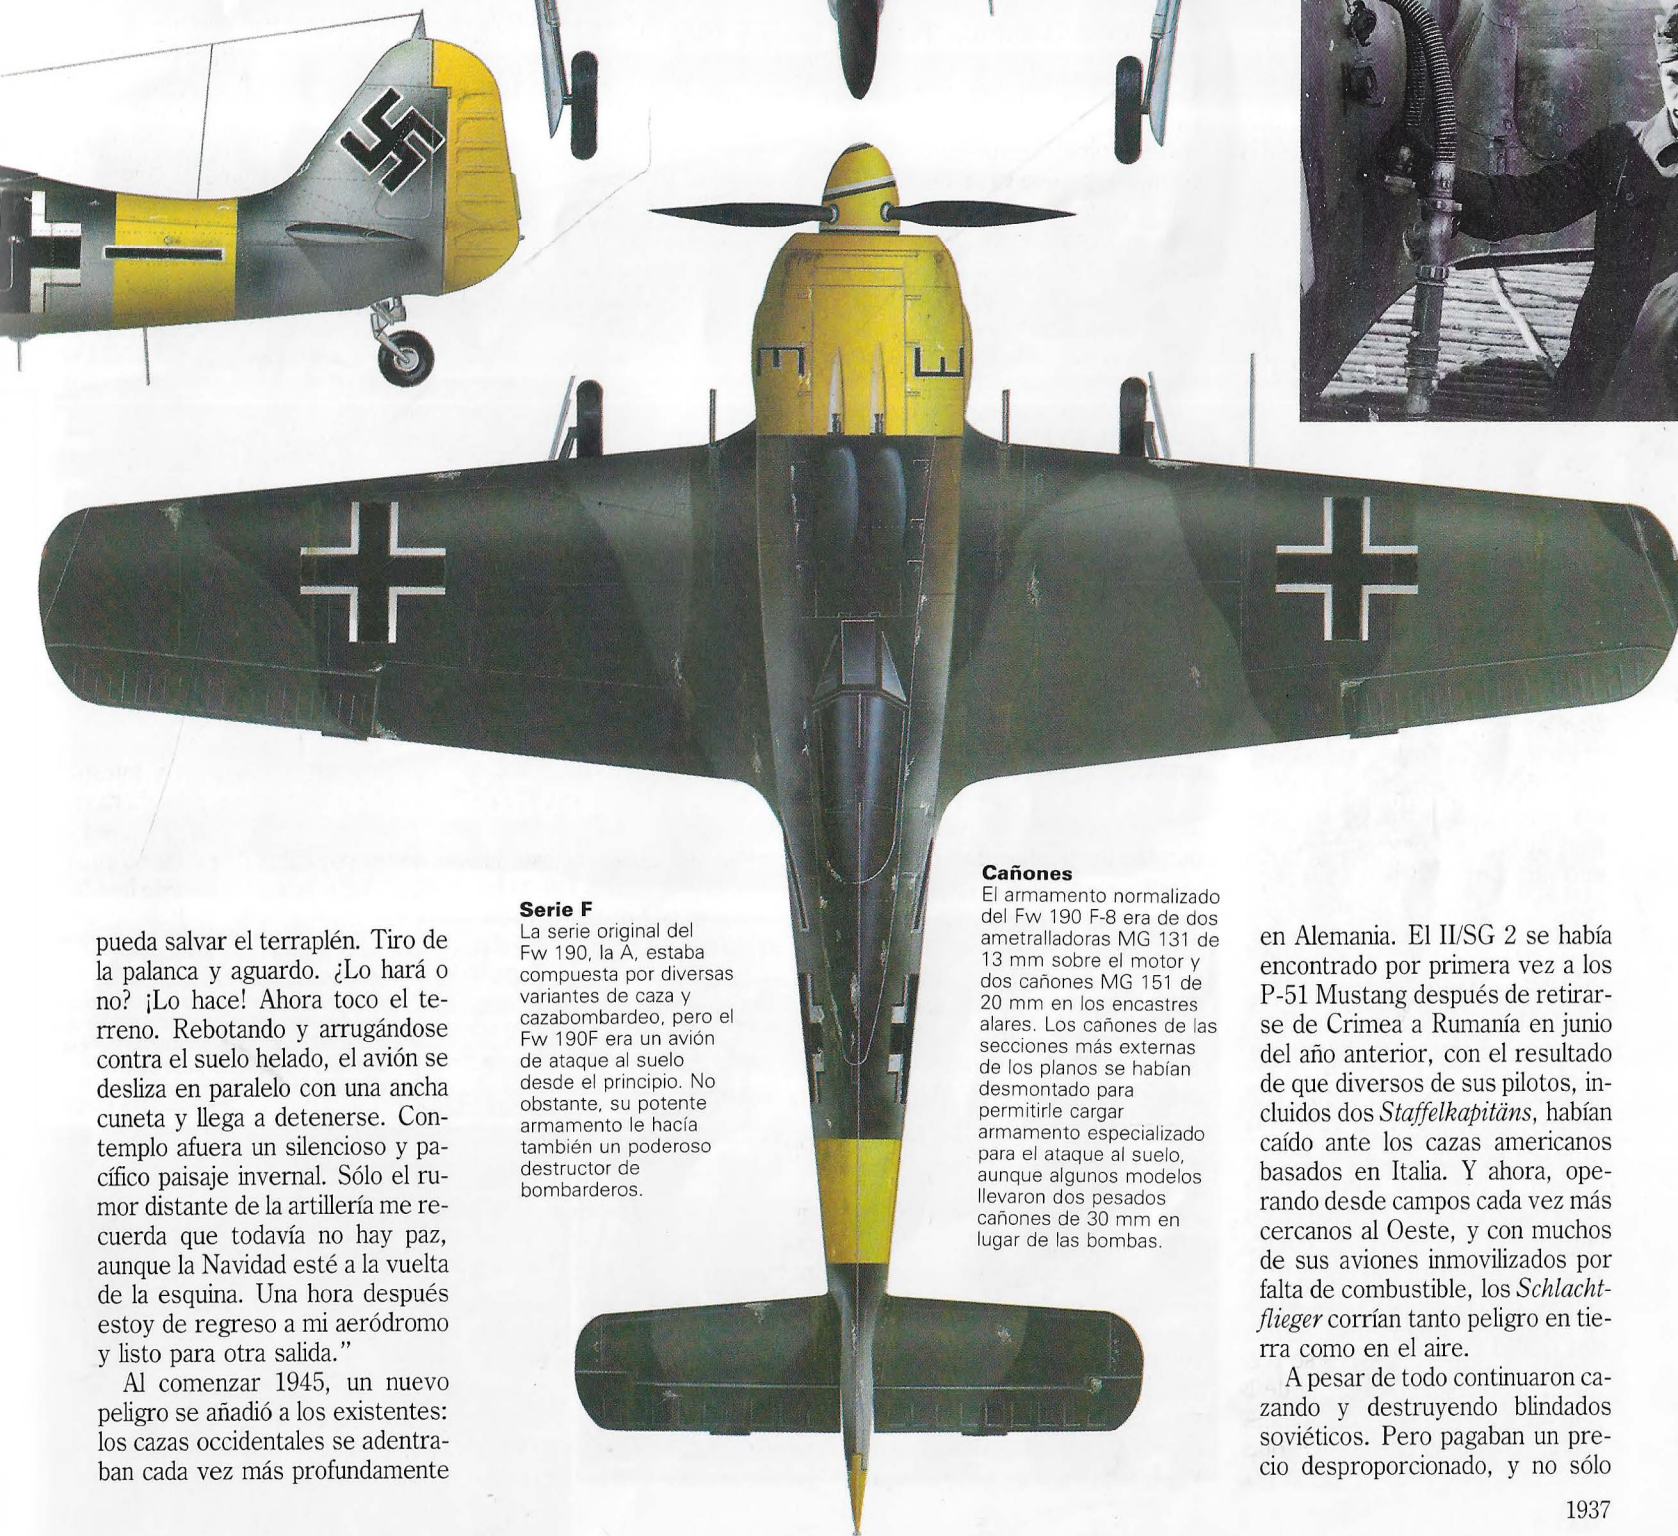 E
E
pueda salvar el terraplén. Tiro de
la palanca y aguardo. ¿Lo hará o
no? ¡Lo hace! Ahora toco el te-
rreno. Rebotando y arrugándose
contra el suelo helado, el avión se
desliza en paralelo con una ancha
cuneta y llega a detenerse. Con-
templo afuera un silencioso y pa-
cífico paisaje invernal. Sólo el ru-
mor distante de la artillería me re-
cuerda que todavía no hay paz,
aunque la Navidad esté a la vuelta
de la esquina. Una hora después
estoy de regreso a mi aeródromo
y listo para otra salida.”
Al comenzar 1945, un nuevo
peligro se añadió a los existentes:
los cazas occidentales se adentra-
ban cada vez más profundamente
Serie F
La serie original del
Fw 190, la A, estaba
compuesta por diversas
variantes de caza y
cazabombardeo, pero el
Fw 190F era un avión
de ataque al suelo
desde el principio. No
obstante, su potente
armamento le hacía
también un poderoso
destructor de
bombarderos.
Cañones
El armamento normalizado
del Fw 190 F-8 era de dos
ametralladoras MG 131 de
13 mm sobre el motor y
dos cañones MG 151 de
20 mm en los encastres
alares. Los cañones de las
secciones más externas
de los planos se habían
desmontado para
permitirle cargar
armamento especializado
para el ataque al suelo,
aunque algunos modelos
llevaron dos pesados
cañones de 30 mm en
lugar de las bombas.
en Alemania. El II/SG 2 se había
encontrado por primera vez a los
P-51 Mustang después de retirar-
se de Crimea a Rumanía en junio
del año anterior, con el resultado
de que diversos de sus pilotos, in-
cluidos dos Staffelkapitäns, habían
caído ante los cazas americanos
basados en Italia. Y ahora, ope-
rando desde campos cada vez más
cercanos al Oeste, y con muchos
de sus aviones inmovilizados por
falta de combustible, los Schlacht-
flieger corrían tanto peligro en tie-
rra como en el aire.
A pesar de todo continuaron ca-
zando y destruyendo blindados
soviéticos. Pero pagaban un pre-
cio desproporcionado, y no sólo
1937